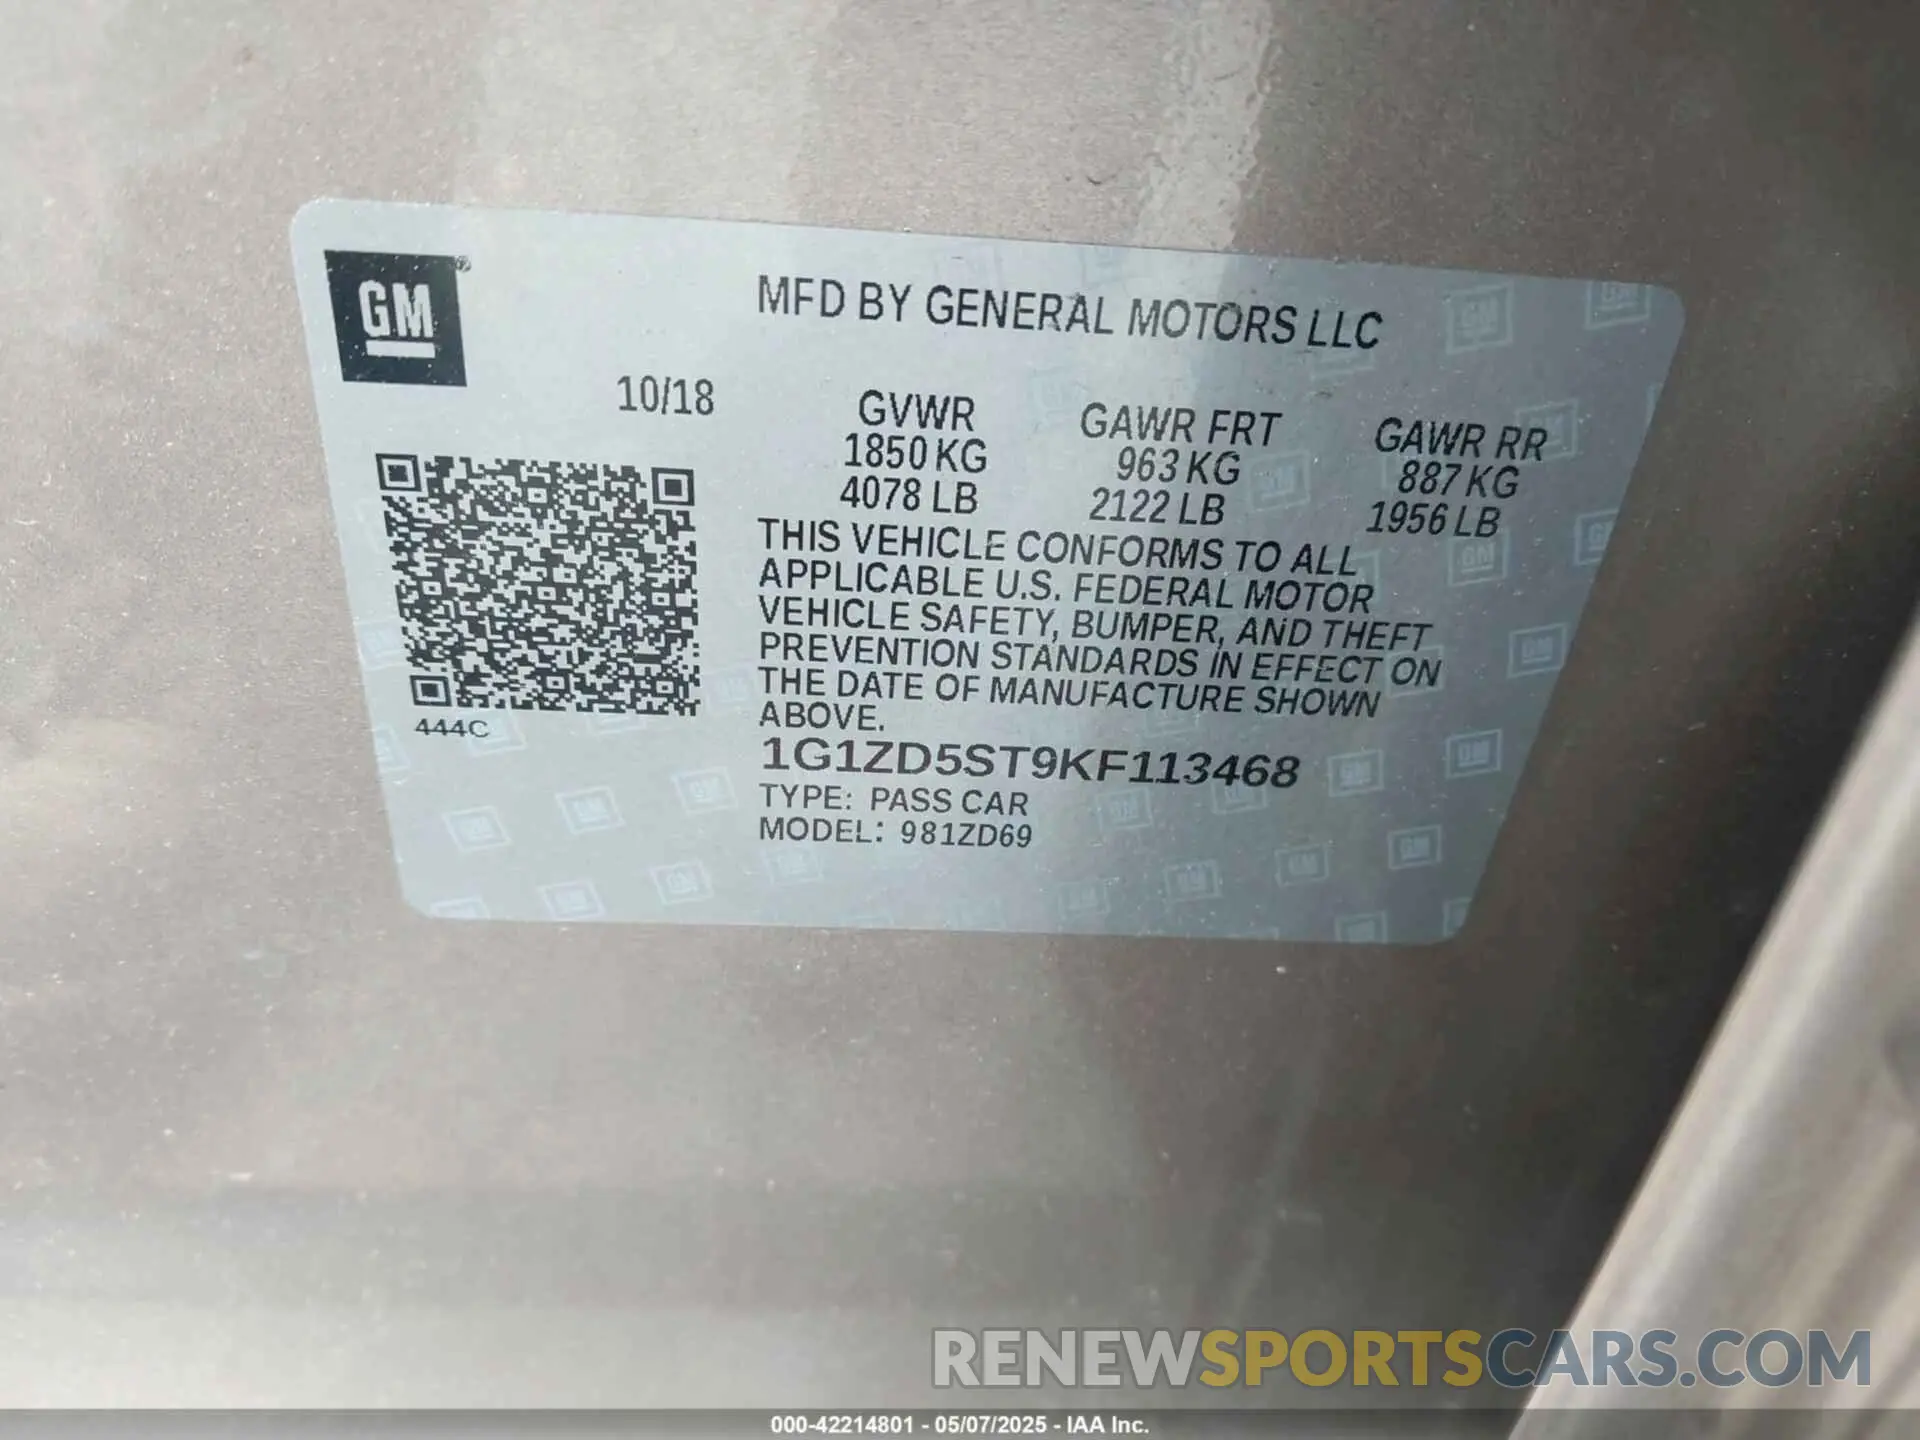 GM®
MFD BY GENERAL MOTORS LLC
10/18
GVWR
1850 KG
4078 LB
GAWR FRT
963 KG
2122 LB
GAWR RR
887 KG
1956 LB
THIS VEHICLE CONFORMS TO ALL
APPLICABLE U.S. FEDERAL MOTOR
VEHICLE SAFETY, BUMPER, AND THEFT
PREVENTION STANDARDS IN EFFECT ON
THE DATE OF MANUFACTURE SHOWN
ABOVE.
444C
1G1ZD5ST9KF113468
TYPE: PASS CAR
MODEL: 981ZD69
RENEWSPORTSCARS.COM
000-42214801 - 05/07/2025 - IAA Inc.